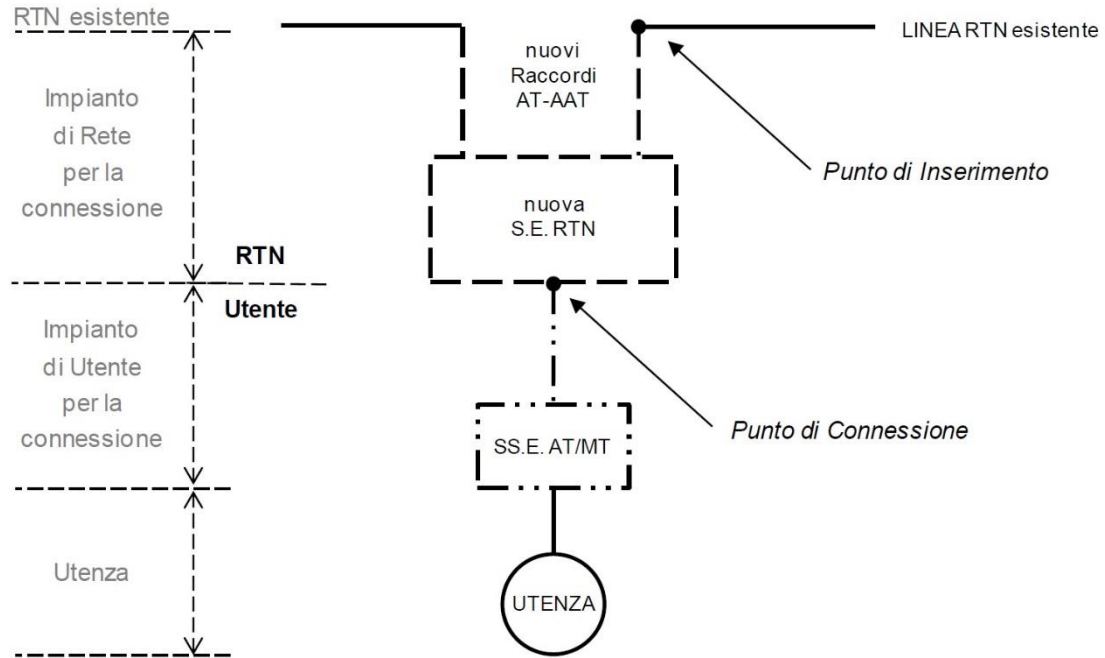 RTN esistente
LINEA RTN esistente
nuovi
Raccordi
AT-AAT
Impianto
di Rete
per la
connessione
Punto di Inserimento
nuova
S.E. RTN
RTN
Utente
Impianto
di Utente
per la
connessione
Punto di Connessione
SS.E. AT/MT
Utenza
UTENZA